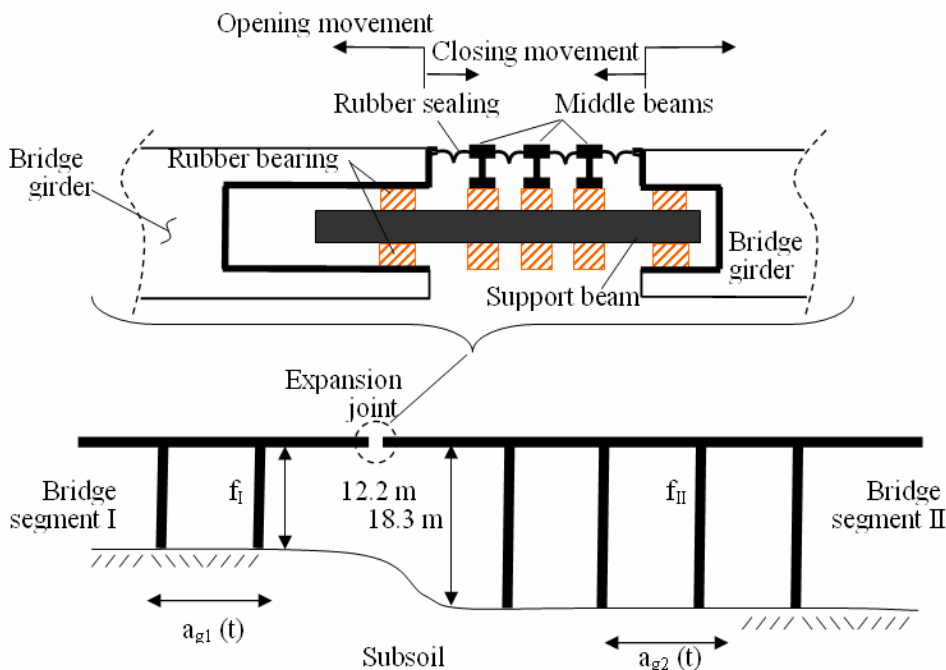 Opening movement
Closing movement
Rubber sealing
Middle beams
Bridge
girder
Rubber bearing
Bridge
girder
Support beam
Expansion
joint
Bridge
segment I
f_I
12.2 m
18.3 m
f_II
Bridge
segment II
a_g1 (t)
a_g2 (t)
Subsoil